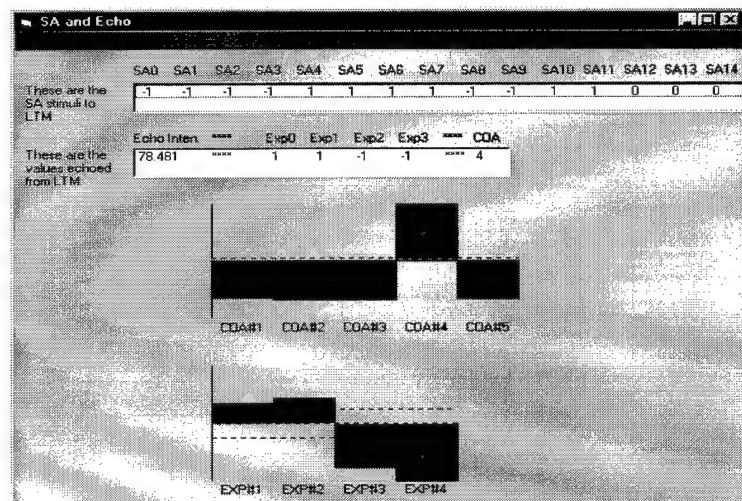 SA and Echo
SA0 SA1 SA2 SA3 SA4 SA5 SA6 SA7 SA8 SA9 SA10 SA11 SA12 SA13 SA14
These are the SA stimuli to LTM
-1 -1 -1 -1 1 1 1 1 -1 -1 1 1 0 0 0
Echo Inten. **** Exp0 Exp1 Exp2 Exp3 **** COA
These are the values echoed from LTM
78.481 **** 1 1 -1 -1 **** 4
COA#1 COA#2 COA#3 COA#4 COA#5
EXP#1 EXP#2 EXP#3 EXP#4